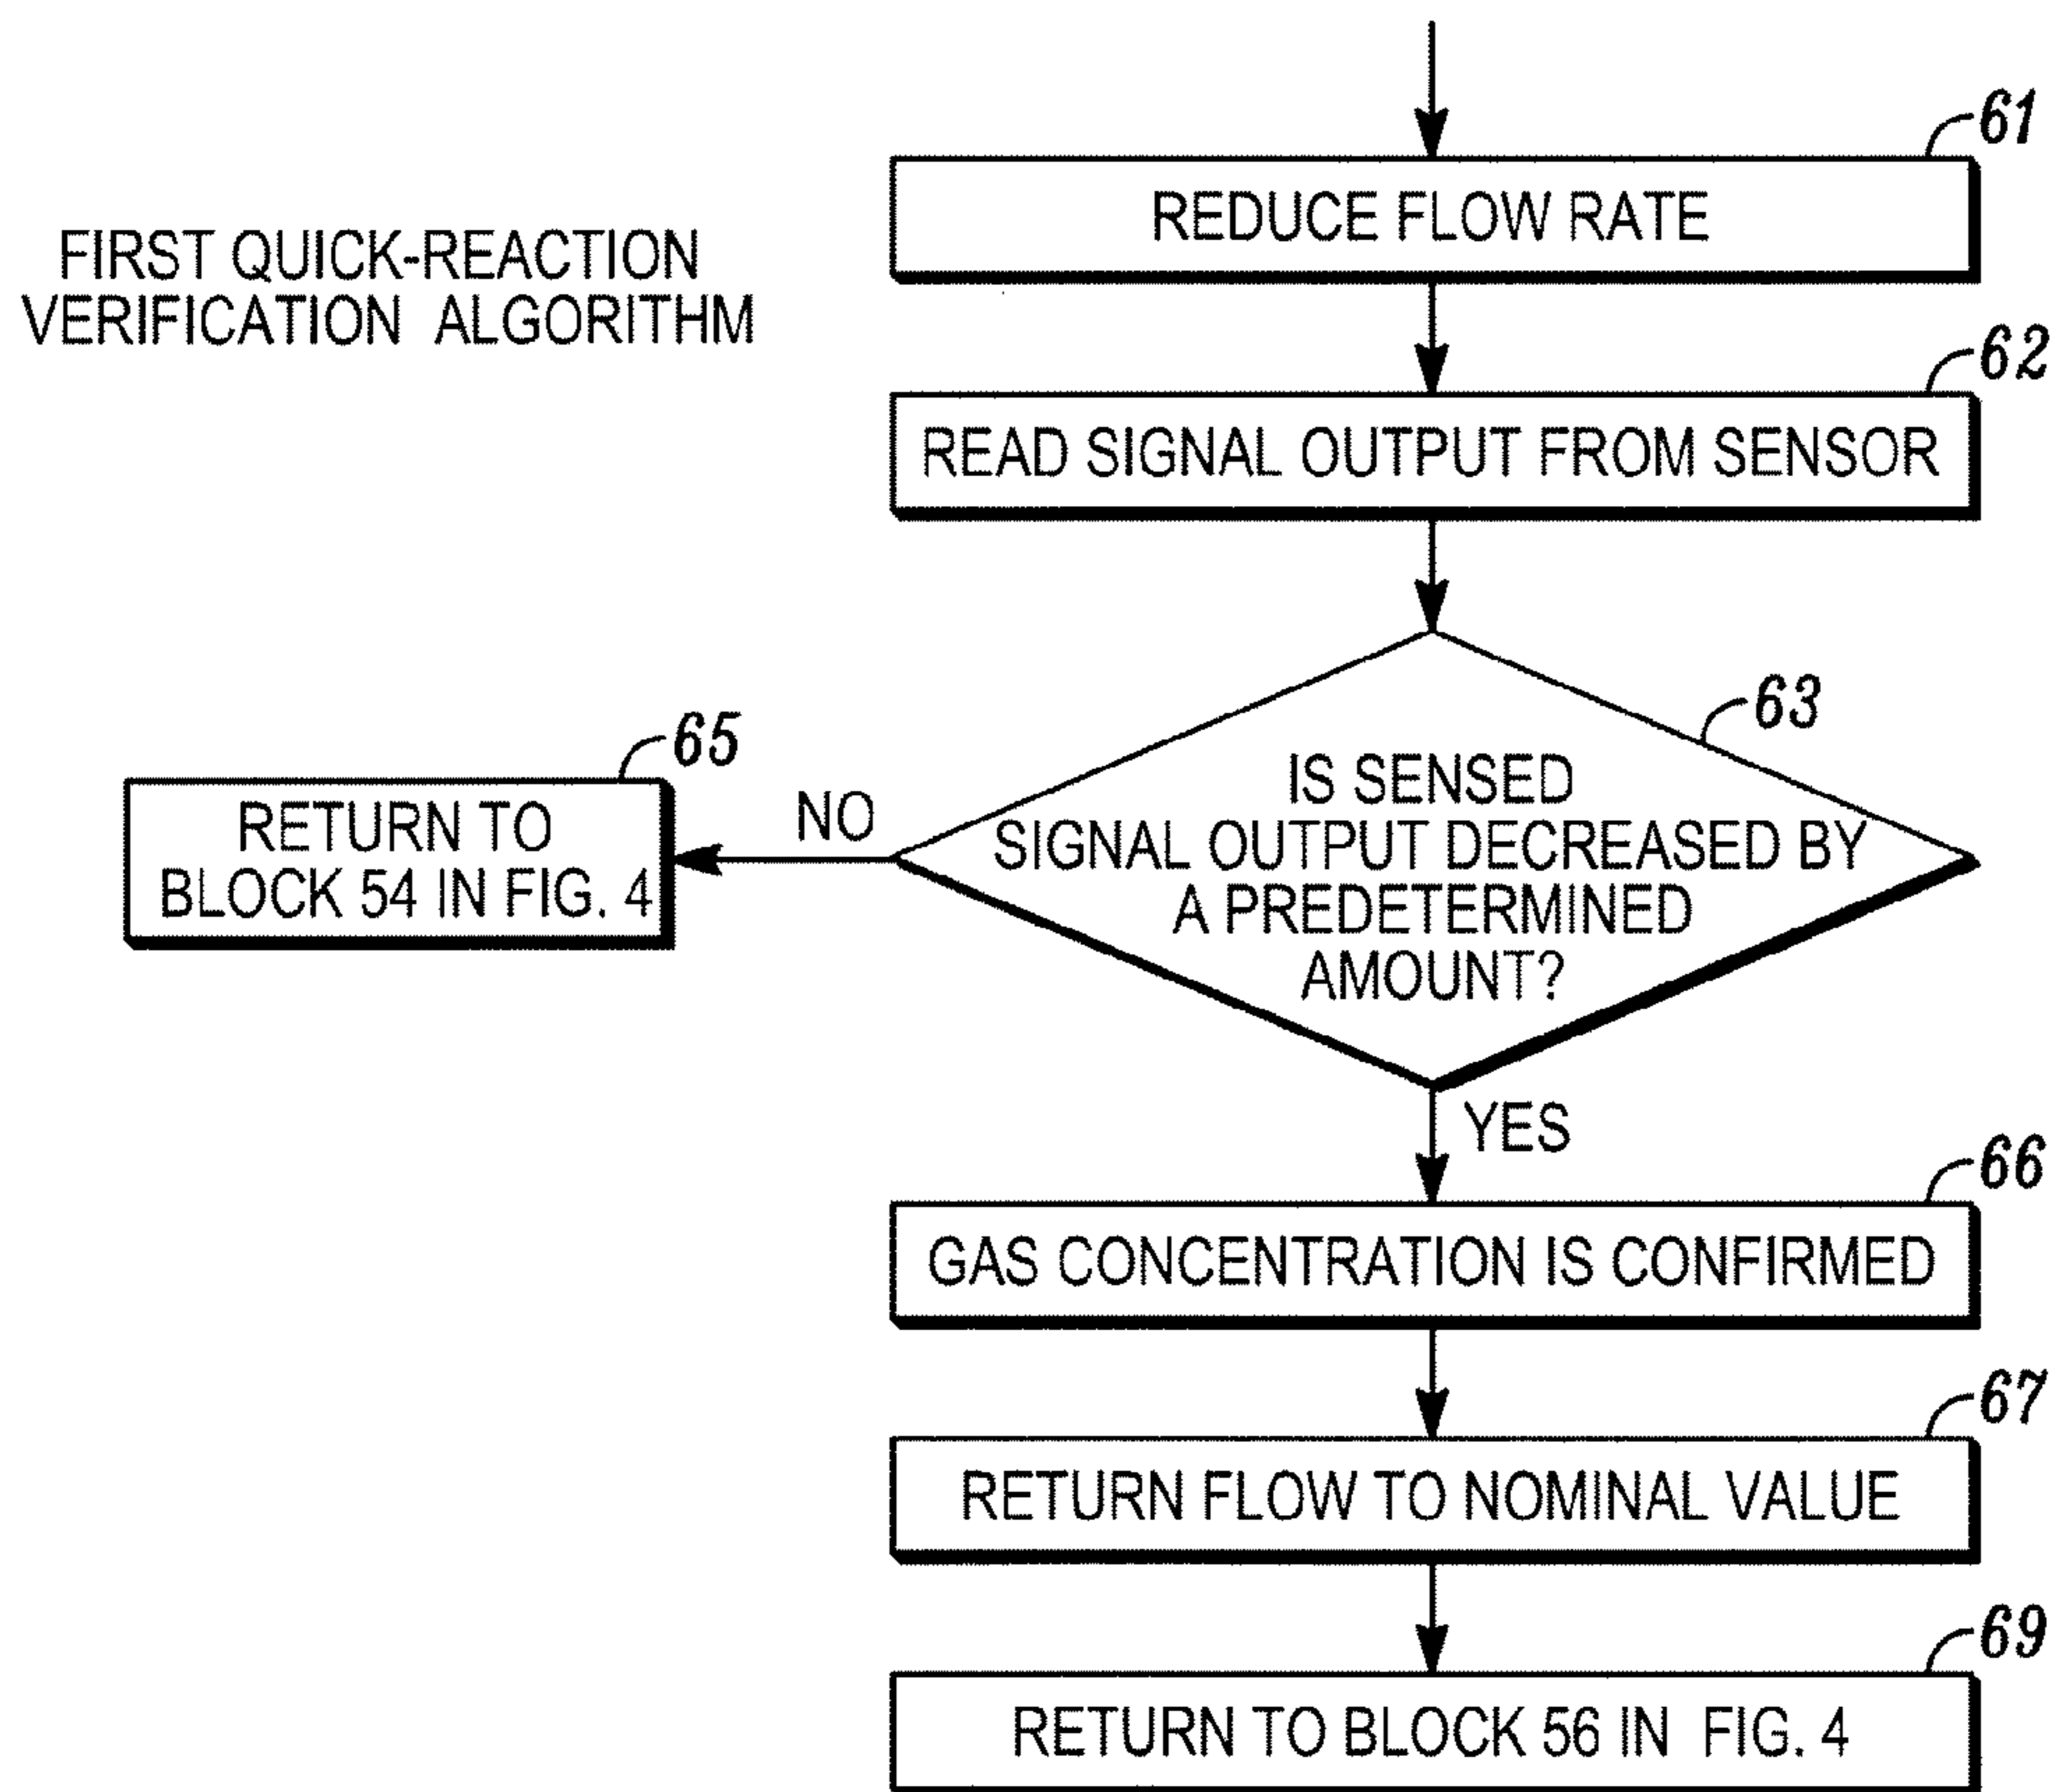 61
REDUCE FLOW RATE
FIRST QUICK-REACTION
VERIFICATION ALGORITHM
62
READ SIGNAL OUTPUT FROM SENSOR
63
IS SENSED
SIGNAL OUTPUT DECREASED BY
A PREDETERMINED
AMOUNT?
NO
65
RETURN TO
BLOCK 54 IN FIG. 4
YES
66
GAS CONCENTRATION IS CONFIRMED
67
RETURN FLOW TO NOMINAL VALUE
69
RETURN TO BLOCK 56 IN FIG. 4